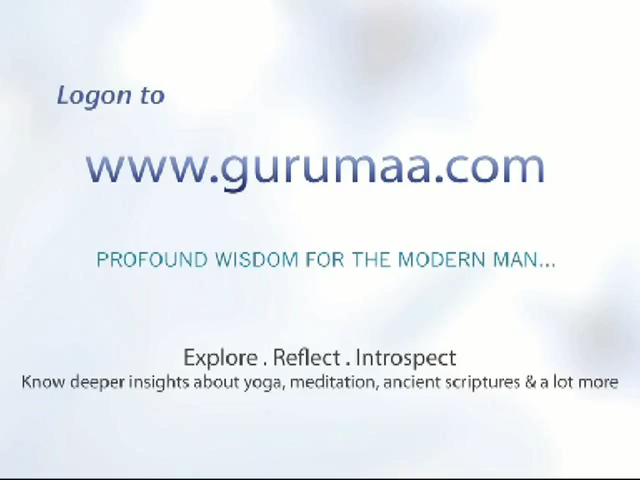 Logon to
www.gurumaa.com
PROFOUND WISDOM FOR THE MODERN MAN...
Explore . Reflect . Introspect
Know deeper insights about yoga, meditation, ancient scriptures & a lot more